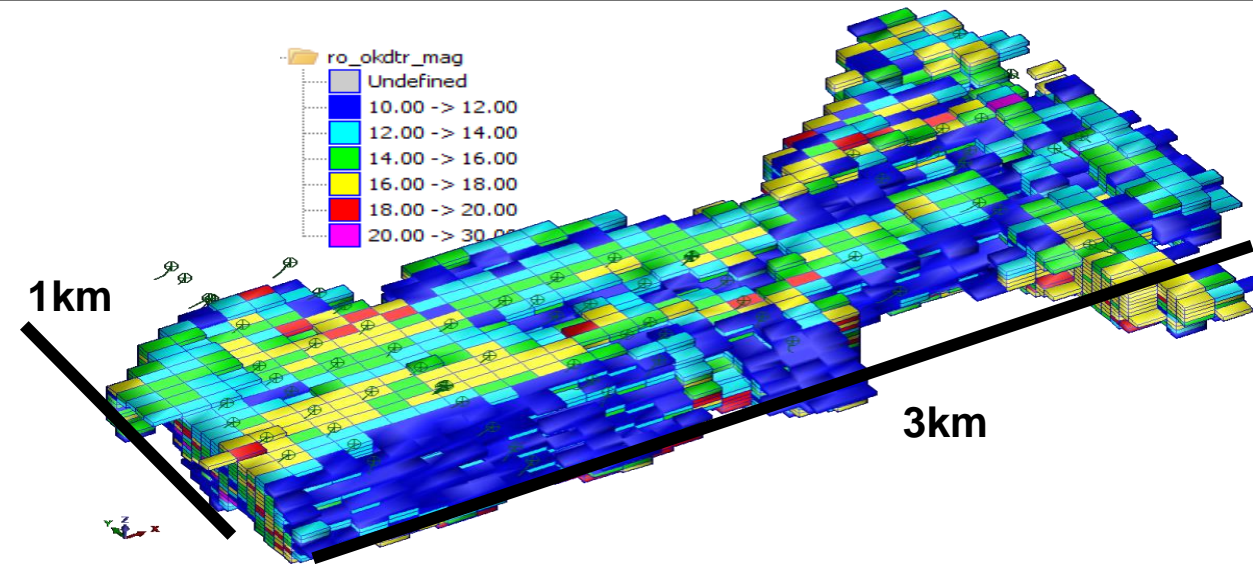 ro_okdtr_mag
Undefined
10.00 -> 12.00
12.00 -> 14.00
14.00 -> 16.00
16.00 -> 18.00
18.00 -> 20.00
20.00 -> 30.00
1km
3km
Y Z X